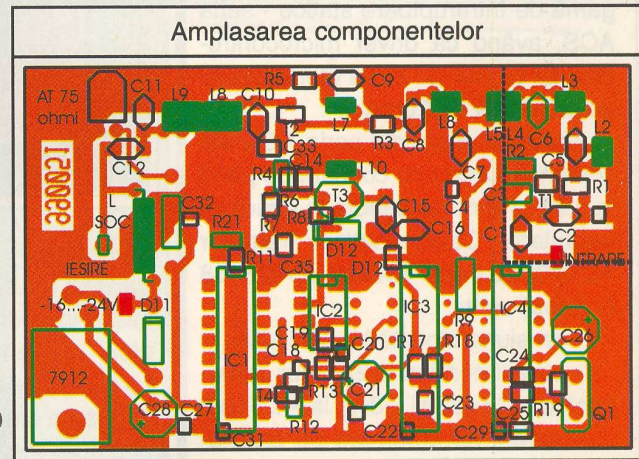 Amplasarea componentelor
AT 75
ohmi
C11
L9
L8
C10
R5
C9
L7
R3
C8
L8
L5
L4
L3
C6
L2
C12
C33
C14
R4
L10
C7
R2
C5
R1
C3
T1
L
SOC
C32
R6
R7
R8
T3
C15
C16
C4
C1
C2
R21
R11
C35
D12
D12
INTRARE
IESIRE
-16...-24V
D11
IC1
IC2
IC3
IC4
R9
C26
7912
C19
C18
C20
R17
R18
C24
R13
C21
T4
C28
C27
R12
C23
R19
Q1
C31
C22
C29
C25